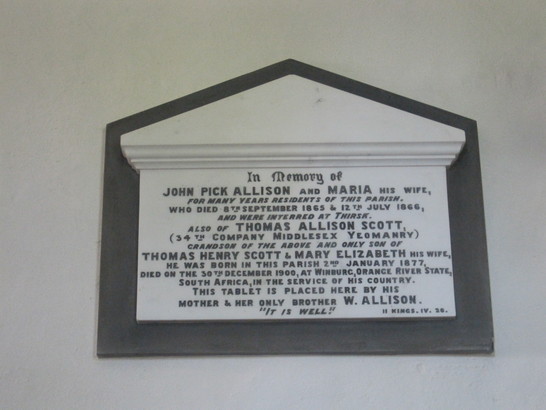 In Memory of
JOHN PICK ALLISON AND MARIA HIS WIFE,
FOR MANY YEARS RESIDENTS OF THIS PARISH.
WHO DIED 8TH SEPTEMBER 1865 & 12TH JULY 1866,
AND WERE INTERRED AT THIRSK.
ALSO OF THOMAS ALLISON SCOTT,
(34TH COMPANY MIDDLESEX YEOMANRY)
GRANDSON OF THE ABOVE AND ONLY SON OF
THOMAS HENRY SCOTT & MARY ELIZABETH HIS WIFE,
HE WAS BORN IN THIS PARISH 2ND JANUARY 1877,
DIED ON THE 30TH DECEMBER 1900, AT WINBURG, ORANGE RIVER STATE,
SOUTH AFRICA, IN THE SERVICE OF HIS COUNTRY.
THIS TABLET IS PLACED HERE BY HIS
MOTHER & HER ONLY BROTHER W. ALLISON.
"IT IS WELL." II KINGS. IV. 26.